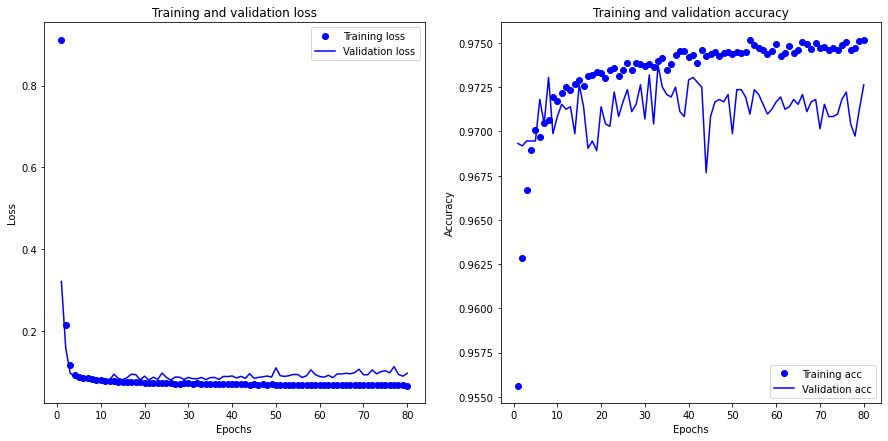 Training and validation loss
Training loss
Validation loss
0.8
0.6
0.4
0.2
Loss
0 10 20 30 40 50 60 70 80
Epochs
Training and validation accuracy
0.9750
0.9725
0.9700
0.9675
0.9650
0.9625
0.9600
0.9575
0.9550
Accuracy
Training acc
Validation acc
0 10 20 30 40 50 60 70 80
Epochs